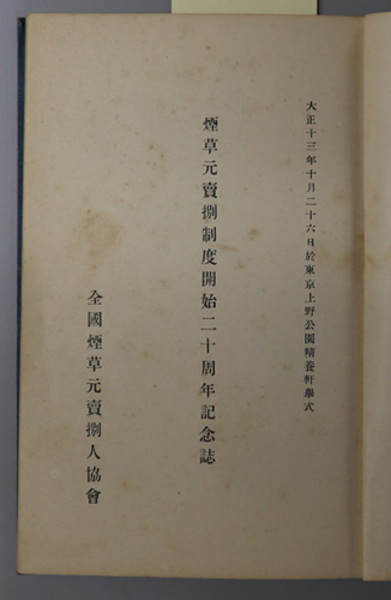 大正十三年十月二十六日於東京上野公園精養軒擧式
煙草元賣捌制度開始二十周年記念誌
全國煙草元賣捌人協會